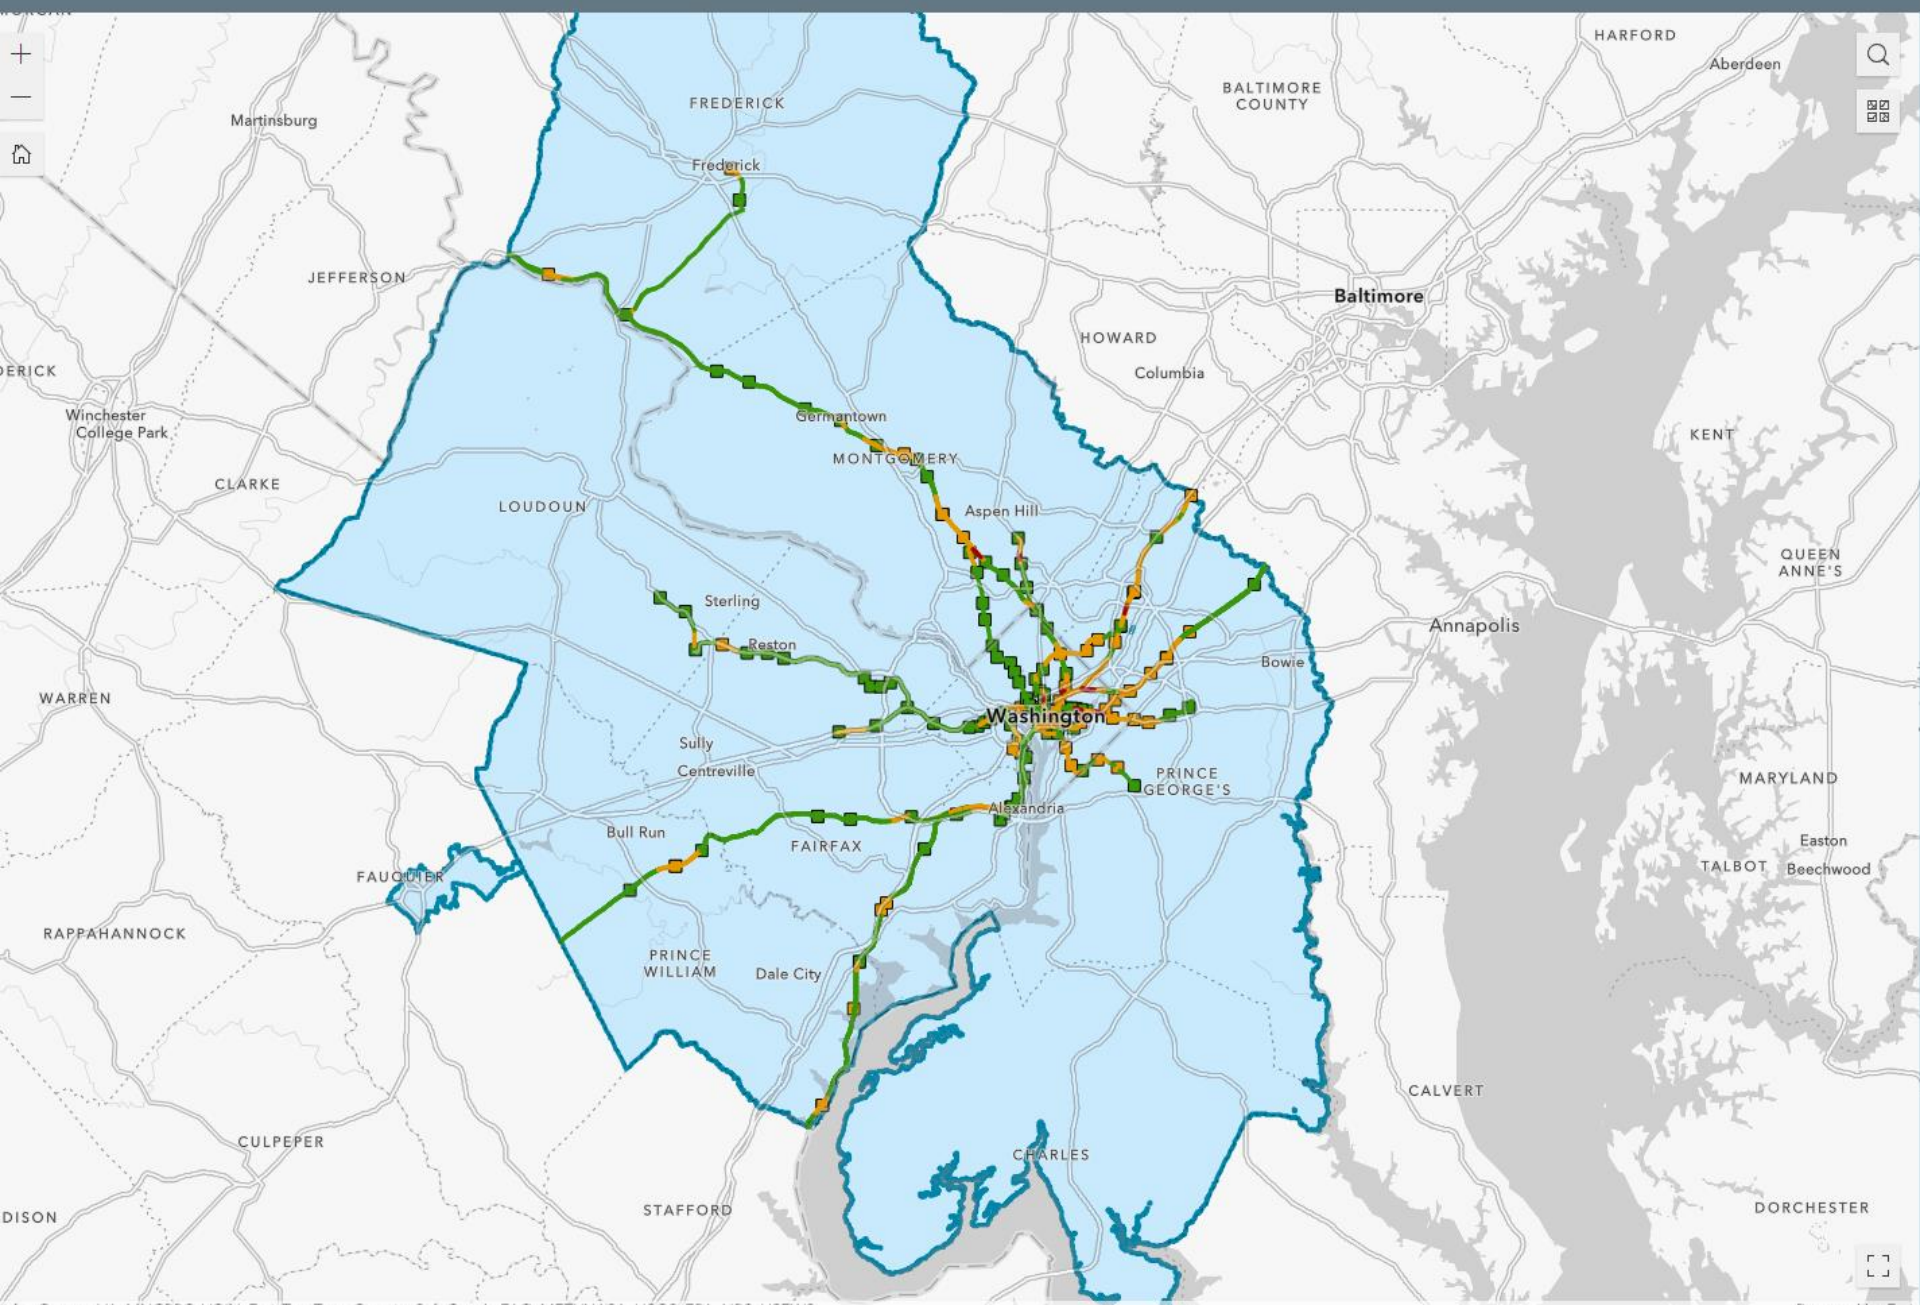 HARFORD
Aberdeen
BALTIMORE
COUNTY
FREDERICK
Martinsburg
Frederick
JEFFERSON
Baltimore
HOWARD
Columbia
Winchester
College Park
Germantown
MONTGOMERY
KENT
CLARKE
LOUDOUN
Aspen Hill
QUEEN
ANNE'S
Sterling
Reston
Annapolis
Bowie
WARREN
Washington
Sully
Centreville
PRINCE
GEORGE'S
MARYLAND
Alexandria
Bull Run
FAIRFAX
Easton
TALBOT
Beechwood
FAUQUIER
RAPPAHANNOCK
PRINCE
WILLIAM
Dale City
CALVERT
CULPEPER
CHARLES
STAFFORD
DORCHESTER
DISON